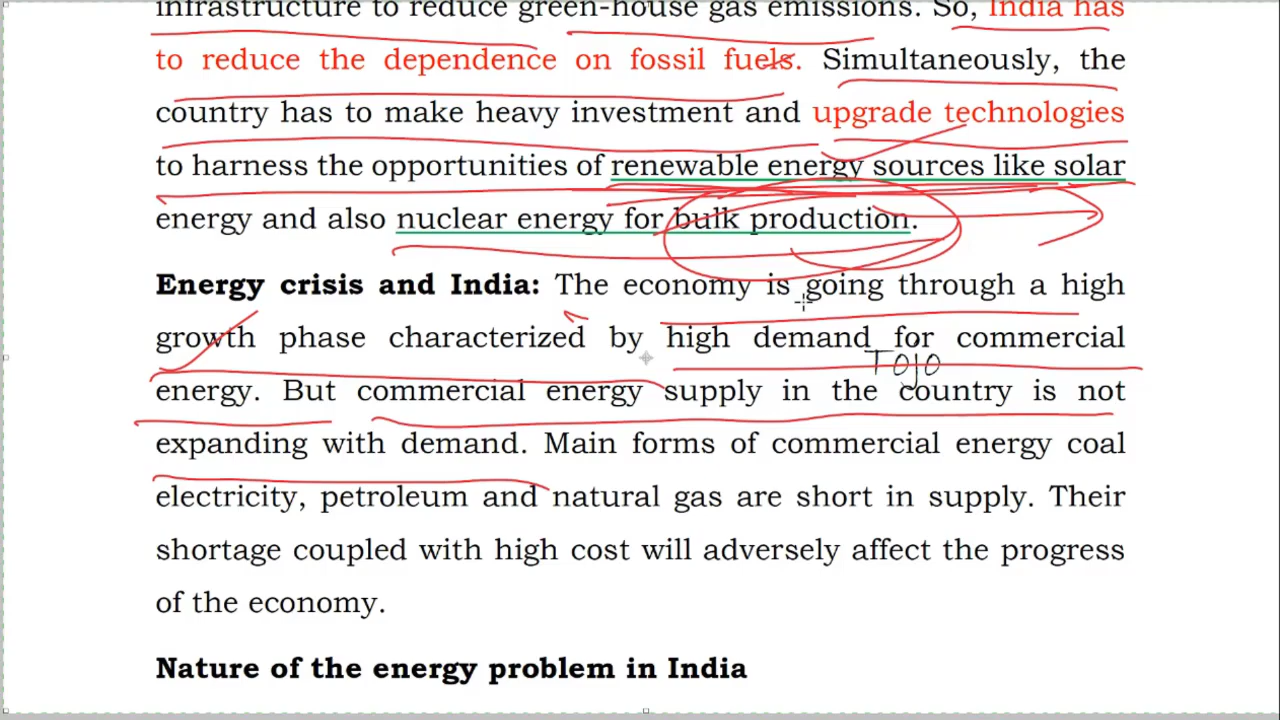 infrastructure to reduce green-house gas emissions. So, India has
to reduce the dependence on fossil fuels. Simultaneously, the
country has to make heavy investment and upgrade technologies
to harness the opportunities of renewable energy sources like solar
energy and also nuclear energy for bulk production.
Energy crisis and India: The economy is going through a high
growth phase characterized by high demand for commercial
TOJO
energy. But commercial energy supply in the country is not
expanding with demand. Main forms of commercial energy coal
electricity, petroleum and natural gas are short in supply. Their
shortage coupled with high cost will adversely affect the progress
of the economy.
Nature of the energy problem in India